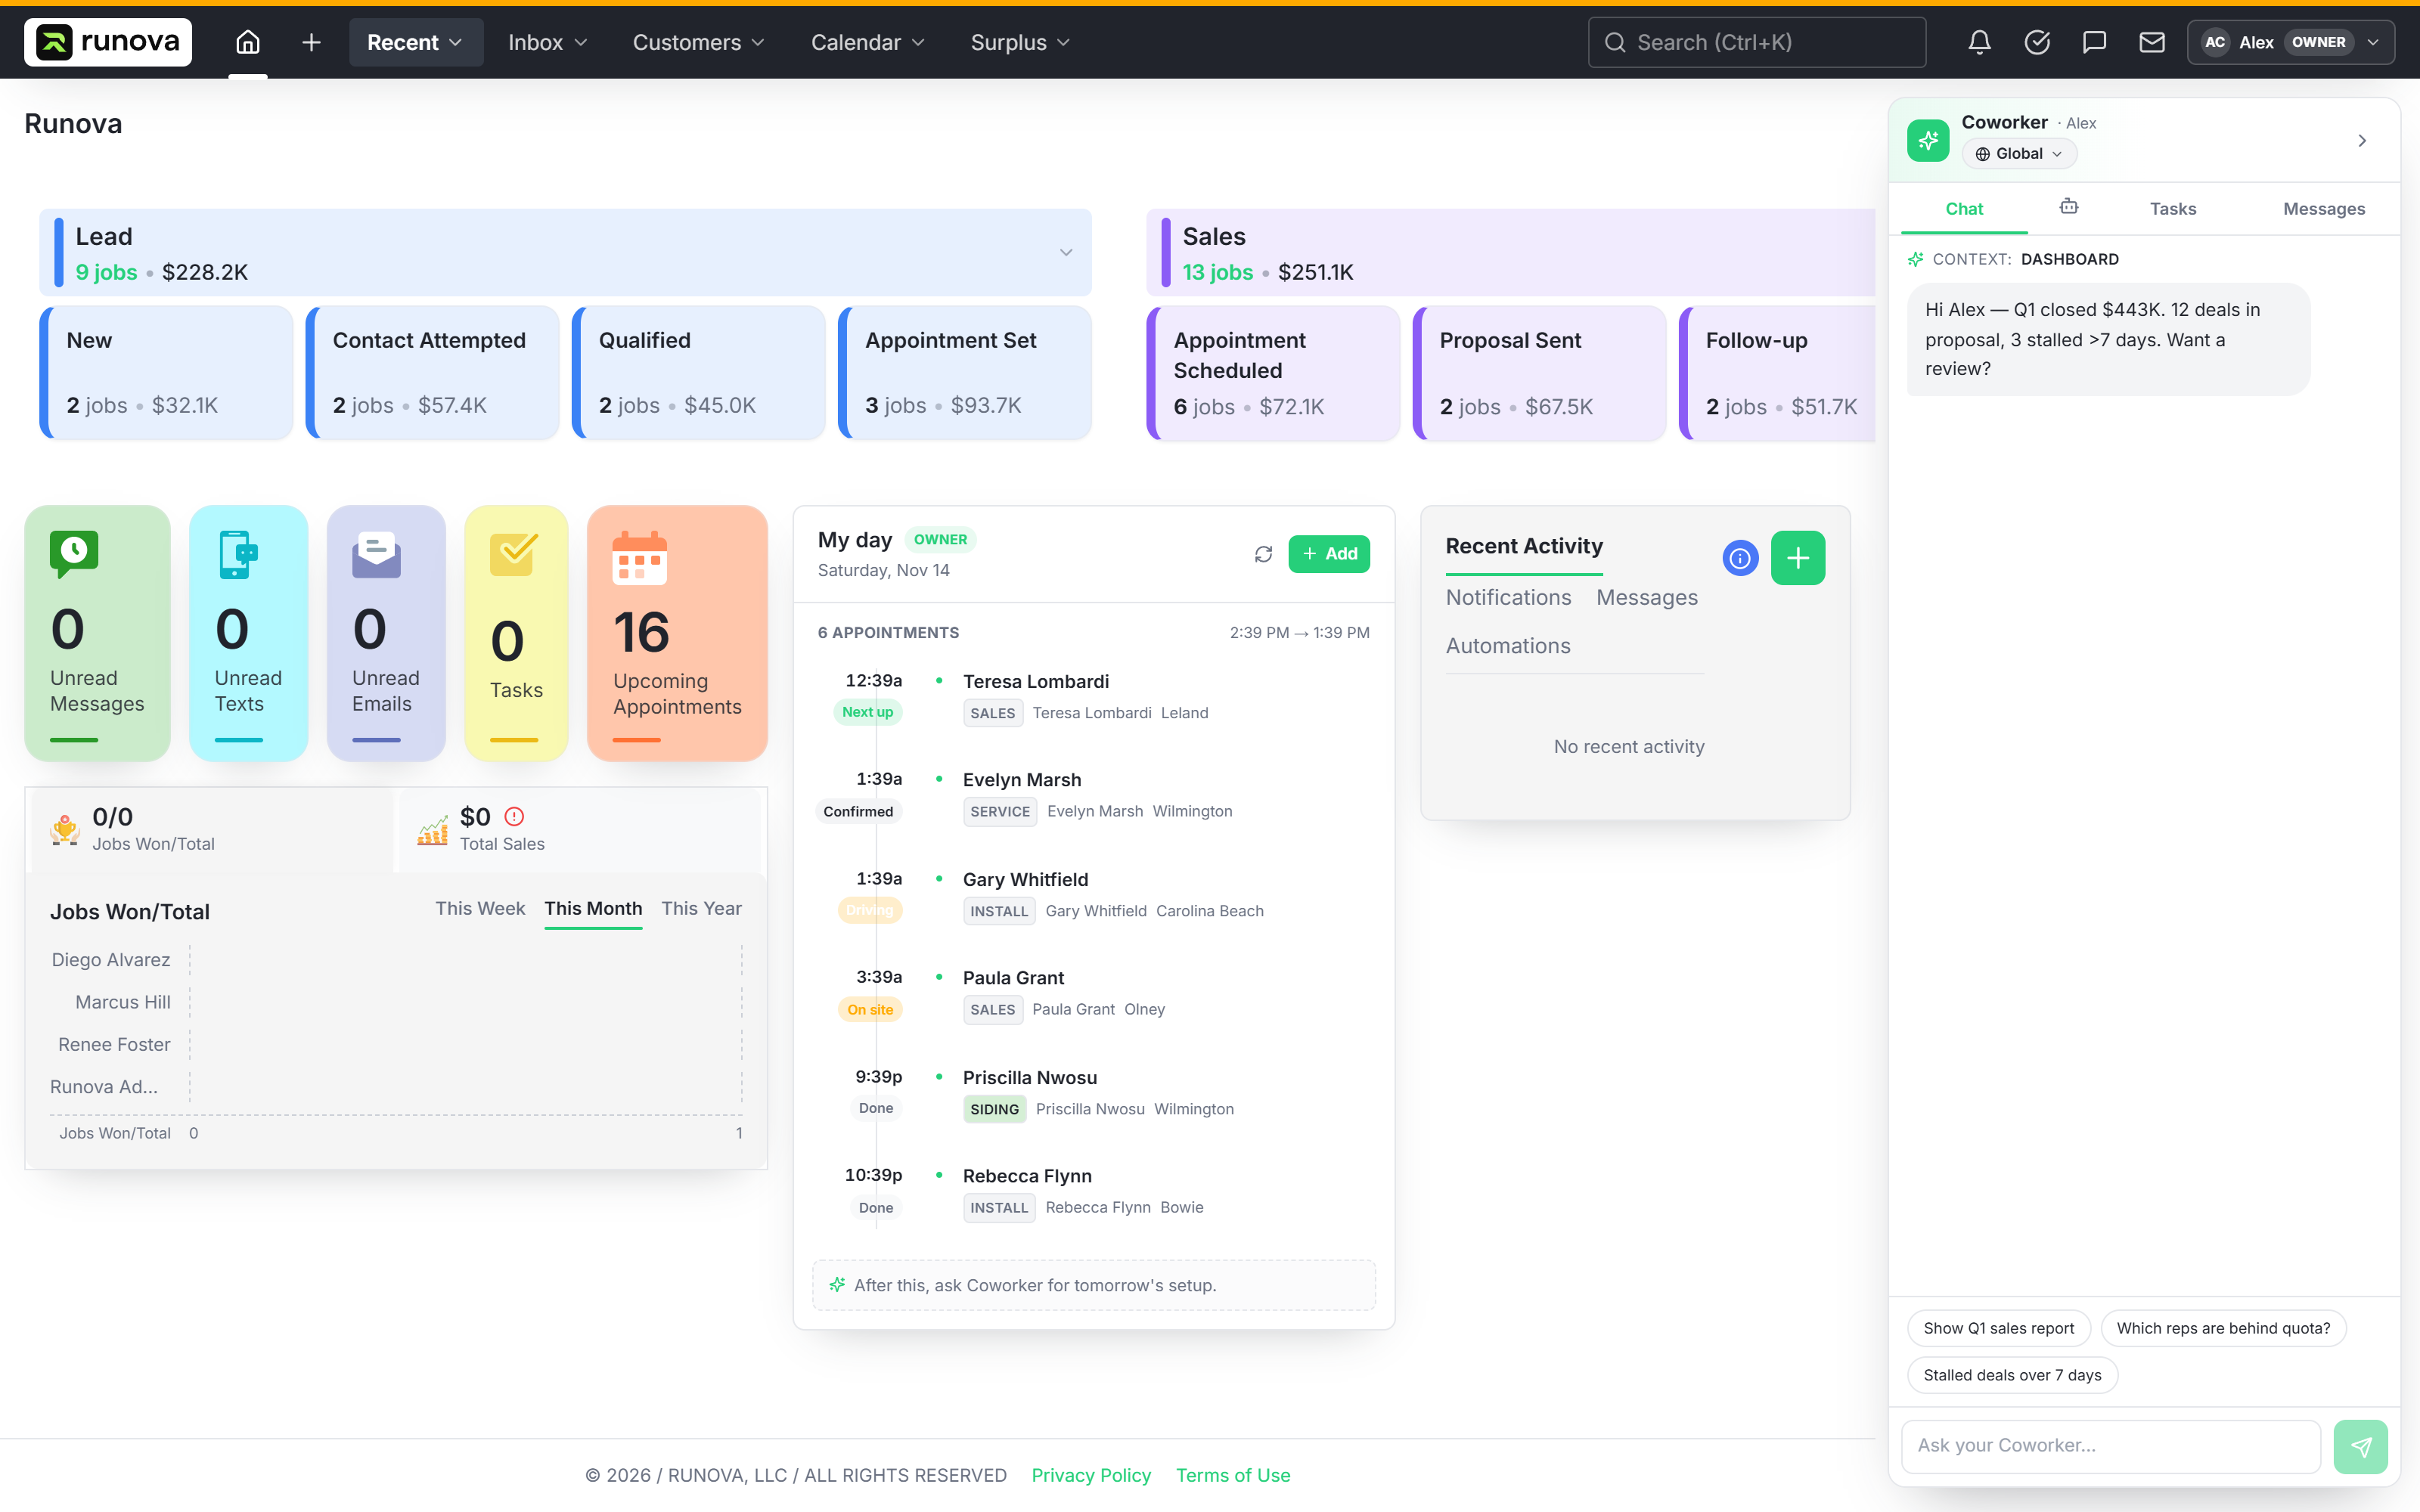 runova
Recent
Inbox
Customers
Calendar
Surplus
Search (Ctrl+K)
AC Alex OWNER
Runova
Lead
9 jobs • $228.2K
New
2 jobs • $32.1K
Contact Attempted
2 jobs • $57.4K
Qualified
2 jobs • $45.0K
Appointment Set
3 jobs • $93.7K
Sales
13 jobs • $251.1K
Appointment
Scheduled
6 jobs • $72.1K
Proposal Sent
2 jobs • $67.5K
Follow-up
2 jobs • $51.7K
0
Unread
Messages
0
Unread
Texts
0
Unread
Emails
0
Tasks
16
Upcoming
Appointments
0/0
Jobs Won/Total
$0
Total Sales
Jobs Won/Total
This Week This Month This Year
Diego Alvarez
Marcus Hill
Renee Foster
Runova Ad...
Jobs Won/Total 0 1
My day OWNER
Saturday, Nov 14
+ Add
6 APPOINTMENTS 2:39 PM → 1:39 PM
12:39a Teresa Lombardi
Next up SALES Teresa Lombardi Leland
1:39a Evelyn Marsh
Confirmed SERVICE Evelyn Marsh Wilmington
1:39a Gary Whitfield
Driving INSTALL Gary Whitfield Carolina Beach
3:39a Paula Grant
On site SALES Paula Grant Olney
9:39p Priscilla Nwosu
Done SIDING Priscilla Nwosu Wilmington
10:39p Rebecca Flynn
Done INSTALL Rebecca Flynn Bowie
After this, ask Coworker for tomorrow's setup.
Recent Activity
Notifications Messages
Automations
No recent activity
Coworker · Alex
Global
Chat Tasks Messages
CONTEXT: DASHBOARD
Hi Alex — Q1 closed $443K. 12 deals in
proposal, 3 stalled >7 days. Want a
review?
Show Q1 sales report
Which reps are behind quota?
Stalled deals over 7 days
Ask your Coworker...
© 2026 / RUNOVA, LLC / ALL RIGHTS RESERVED Privacy Policy Terms of Use